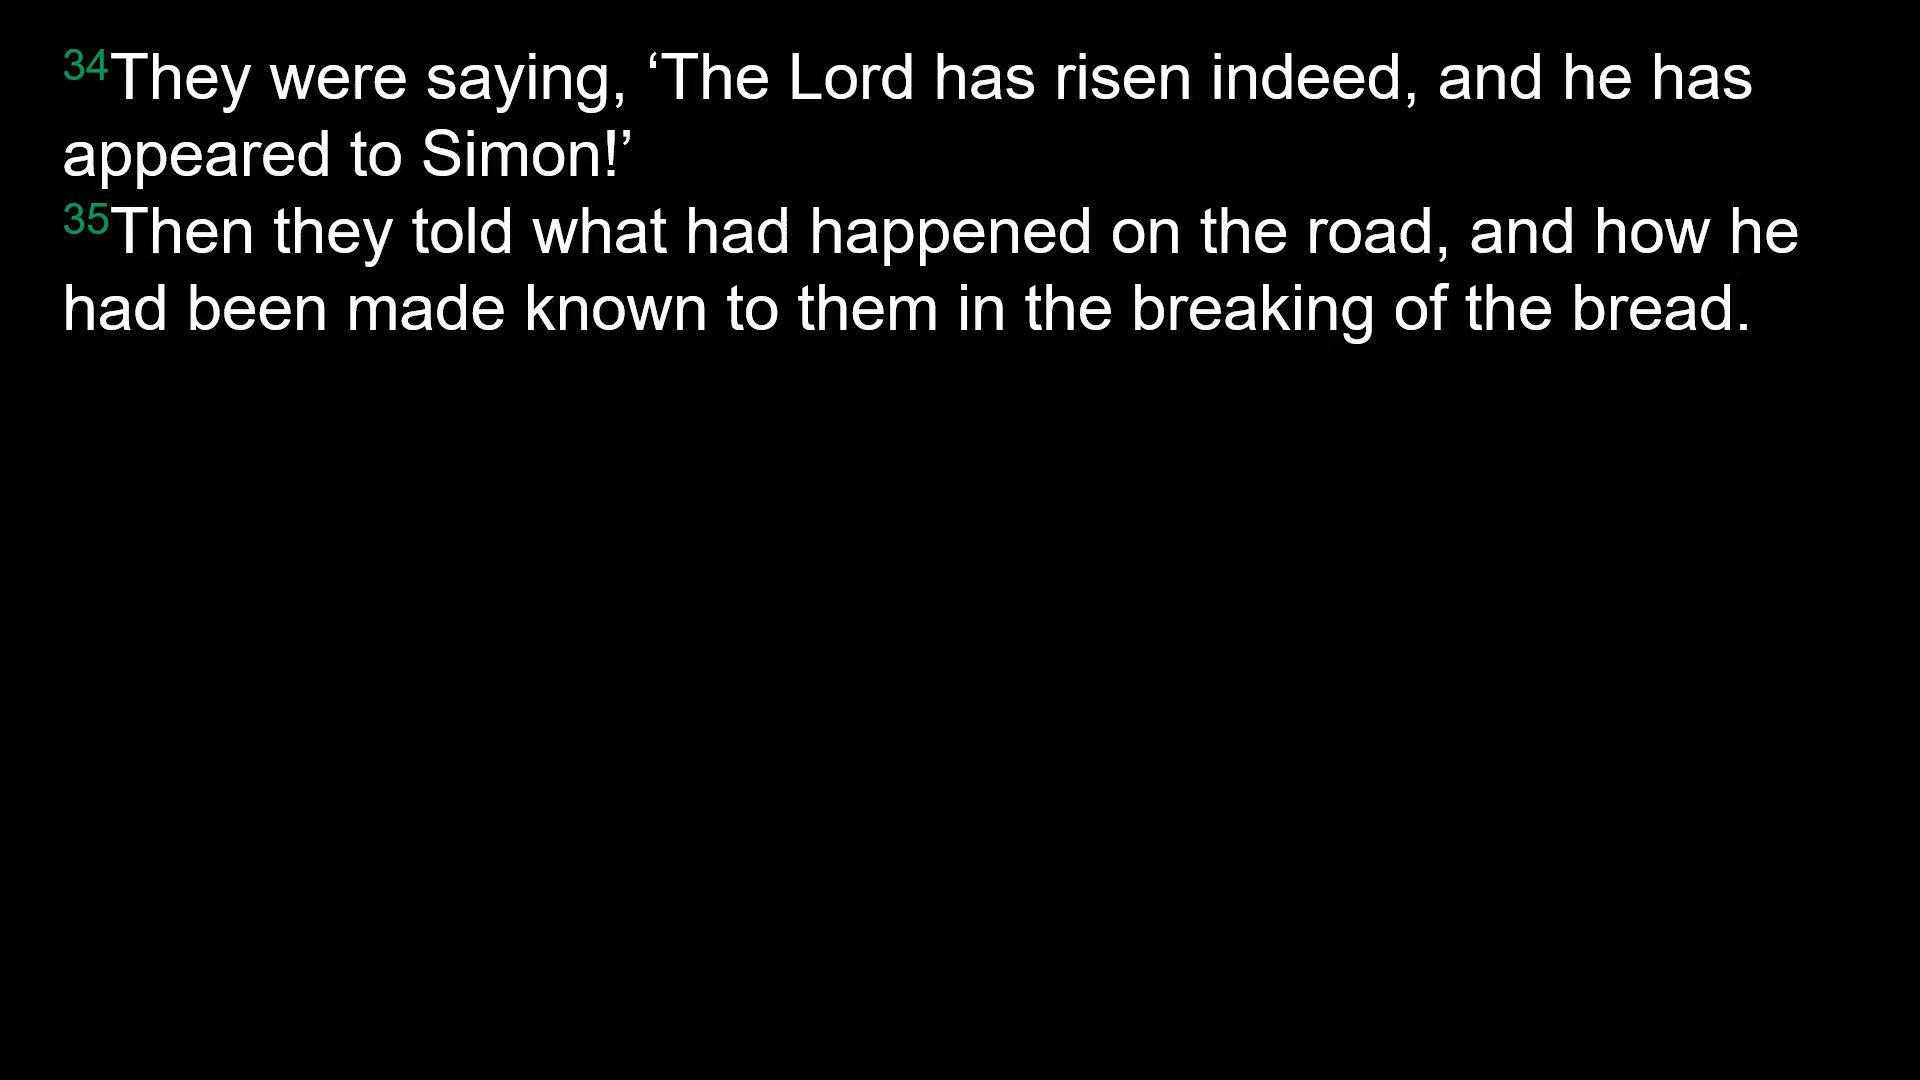 34They were saying, ‘The Lord has risen indeed, and he has
appeared to Simon!’
35Then they told what had happened on the road, and how he
had been made known to them in the breaking of the bread.